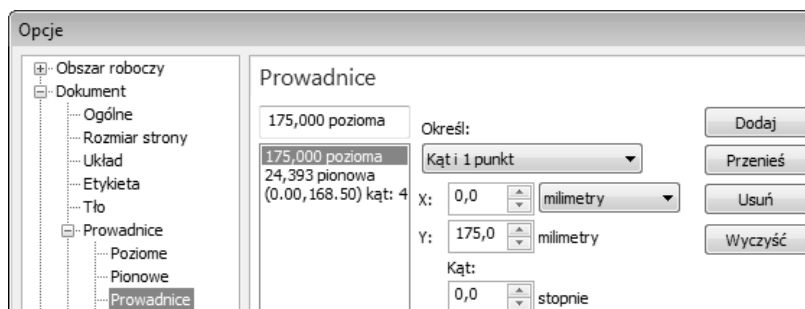 Opcje
Obszar roboczy
Dokument
Ogólne
Rozmiar strony
Układ
Etykieta
Tło
Prowadnice
Poziome
Pionowe
Prowadnice
Prowadnice
175,000 pozioma
175,000 pozioma
24,393 pionowa
(0.00,168.50) kąt: 4
Określ:
Kąt i 1 punkt
X: 0,0 milimetry
Y: 175,0 milimetry
Kąt:
0,0 stopnie
Dodaj
Przenieś
Usuń
Wyczyść